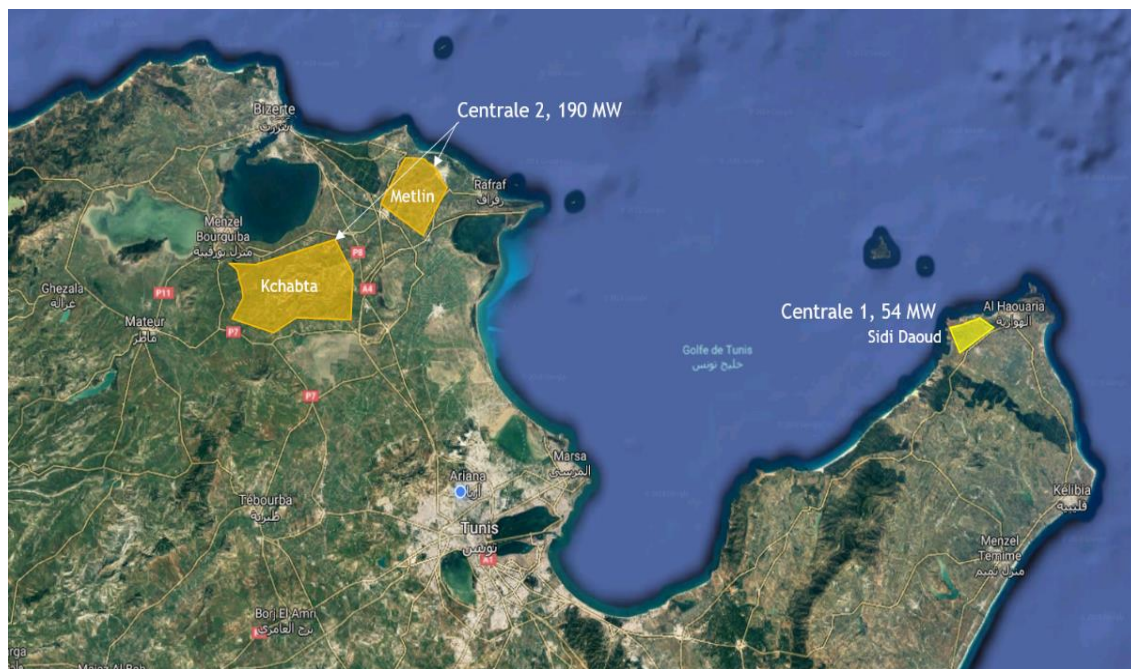 Centrale 2, 190 MW
Bizerte
بنزرت
Metlin
Rafraf
رفراف
Menzel
Bourguiba
منزل بورقيبة
P8
Kchabta
A4
Ghezala
غزالة
P11
Mateur
ماطر
P7
Centrale 1, 54 MW
Sidi Daoud
Al Haouaria
الهوارية
Golfe de Tunis
خليج تونس
P7
Marsa
المرسى
Ariana
Kélibia
قليبية
Tébourba
طبربة
Tunis
تونس
A1
Menzel
Temime
منزل تميم
Borj El Amri
برج العامري